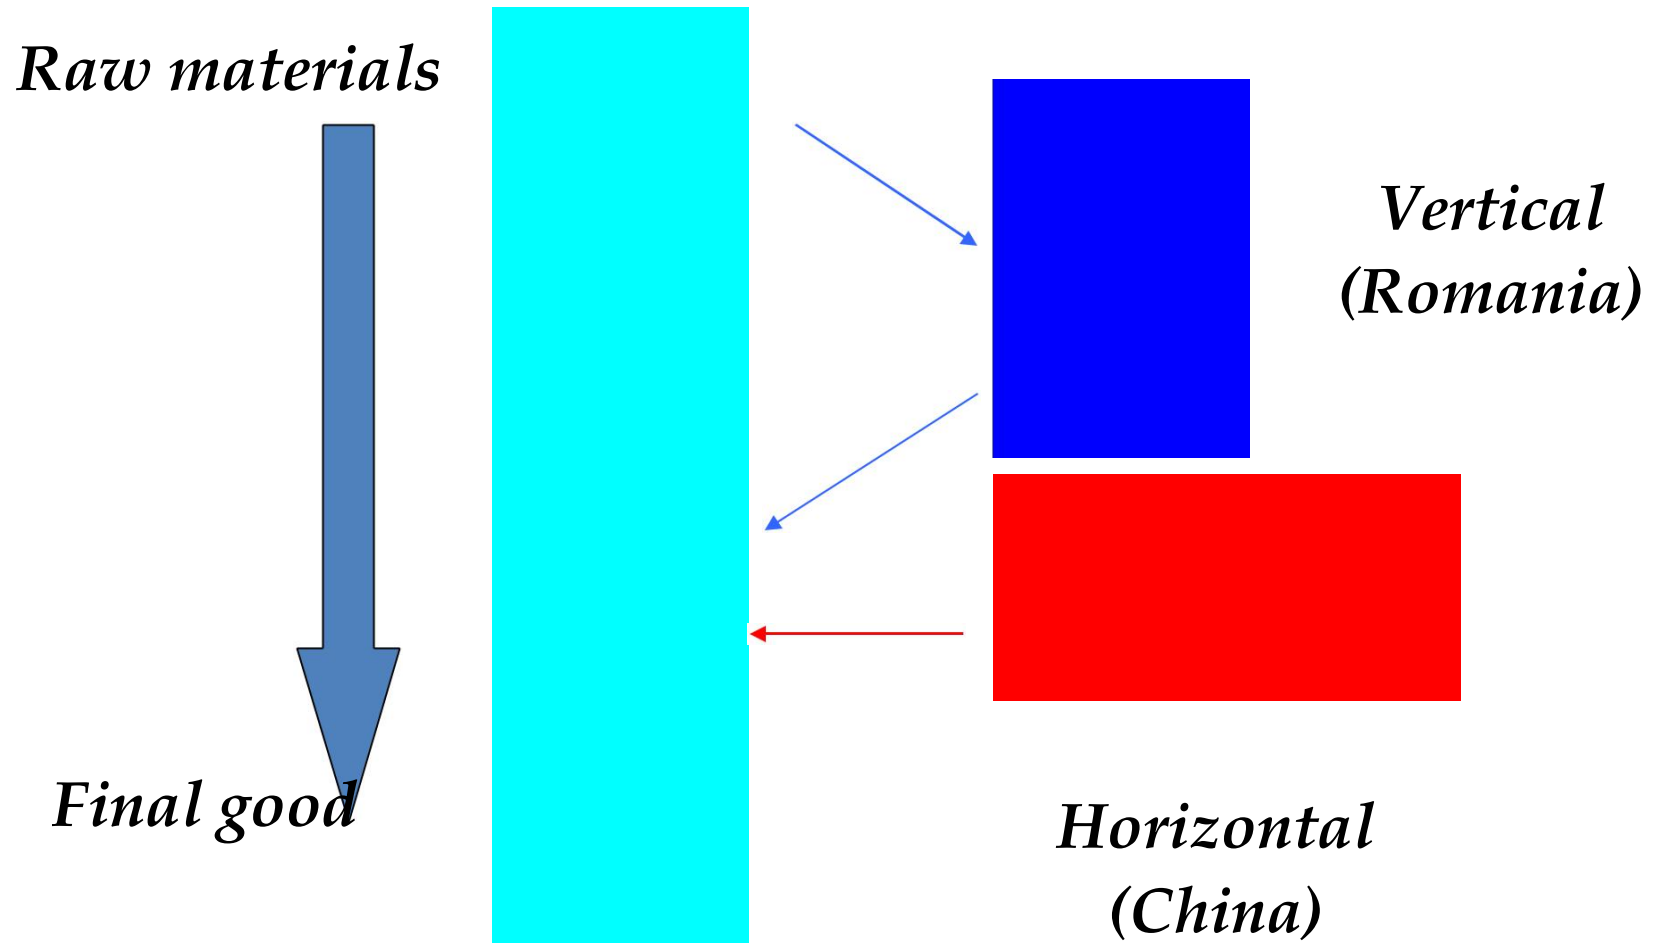 Raw materials
Vertical
(Romania)
Final good
Horizontal
(China)